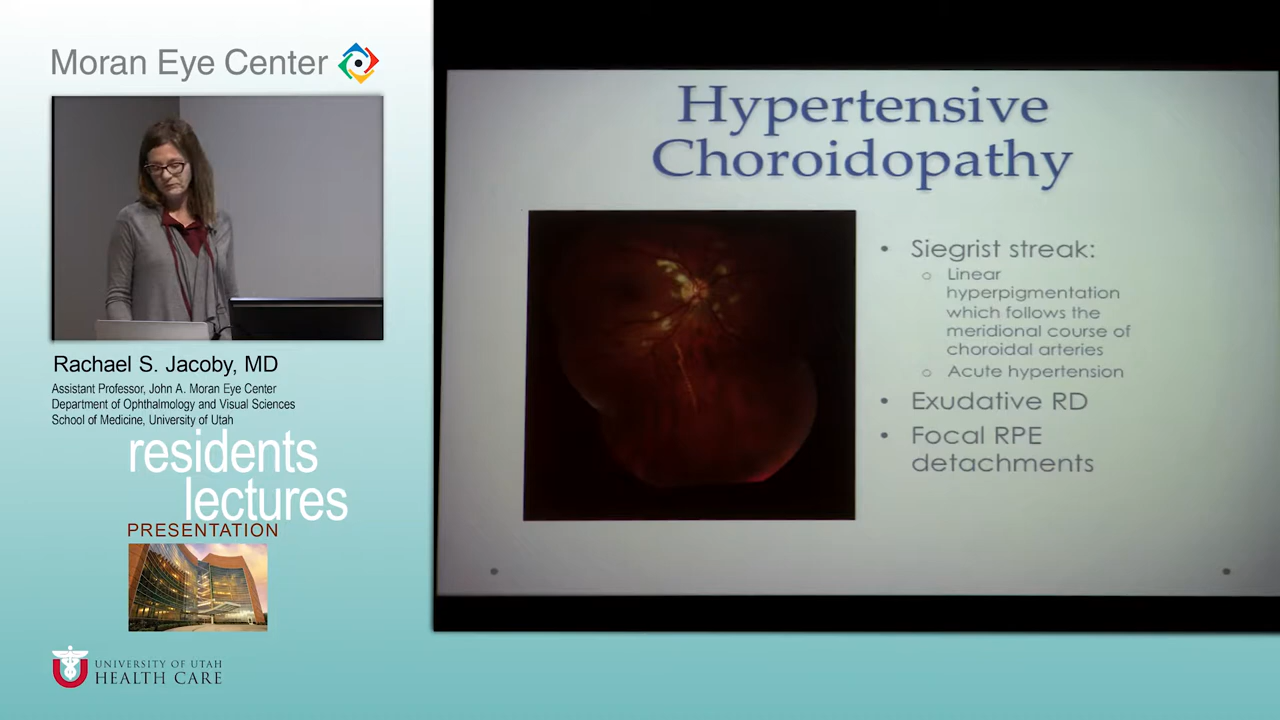 Moran Eye Center
Rachael S. Jacoby, MD
Assistant Professor, John A. Moran Eye Center
Department of Ophthalmology and Visual Sciences
School of Medicine, University of Utah
residents
lectures
PRESENTATION
UNIVERSITY OF UTAH
HEALTH CARE
Hypertensive
Choroidopathy
• Siegrist streak:
o Linear
hyperpigmentation
which follows the
meridional course of
choroidal arteries
o Acute hypertension
• Exudative RD
• Focal RPE
detachments